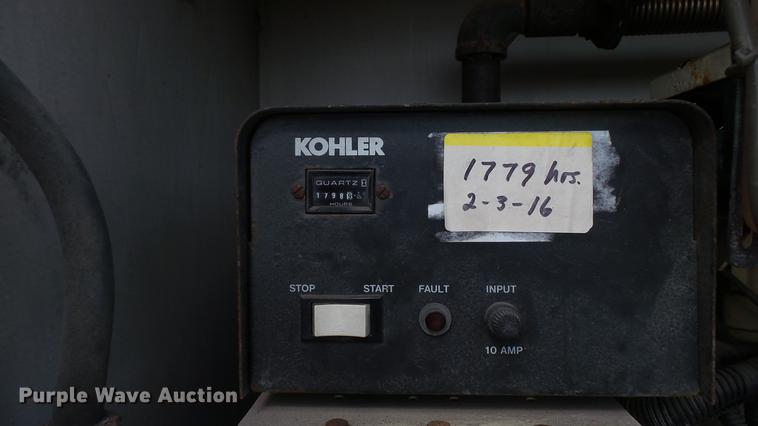 KOHLER
1779 hrs.
2-3-16
QUARTZ
HOURS
STOP
START
FAULT
INPUT
10 AMP
Purple Wave Auction